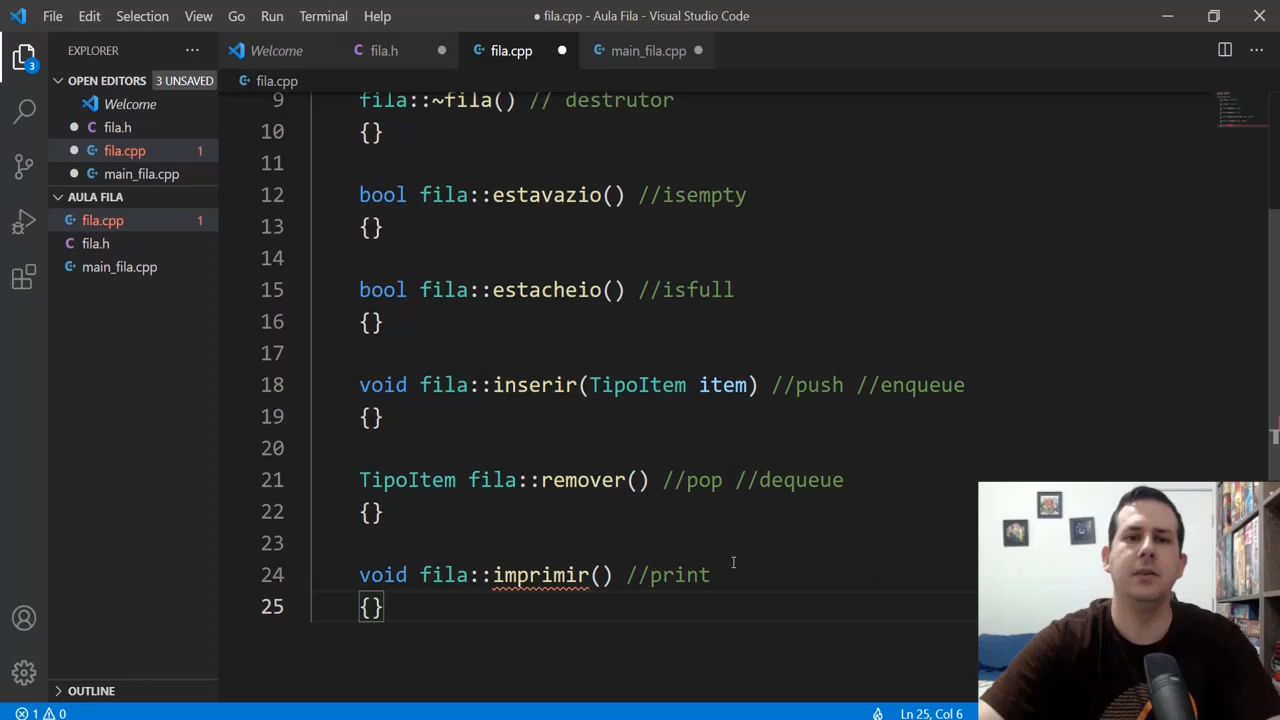 File Edit Selection View Go Run Terminal Help
● fila.cpp - Aula Fila - Visual Studio Code
EXPLORER
Welcome
fila.h
fila.cpp
main_fila.cpp
OPEN EDITORS 3 UNSAVED
fila.cpp
Welcome
fila.h
fila.cpp 1
main_fila.cpp
AULA FILA
fila.cpp 1
fila.h
main_fila.cpp
3
9 fila::~fila() // destrutor
10 {}
11
12 bool fila::estavazio() //isempty
13 {}
14
15 bool fila::estacheio() //isfull
16 {}
17
18 void fila::inserir(TipoItem item) //push //enqueue
19 {}
20
21 TipoItem fila::remover() //pop //dequeue
22 {}
23
24 void fila::imprimir() //print
25 {}
OUTLINE
1 0
Ln 25, Col 6